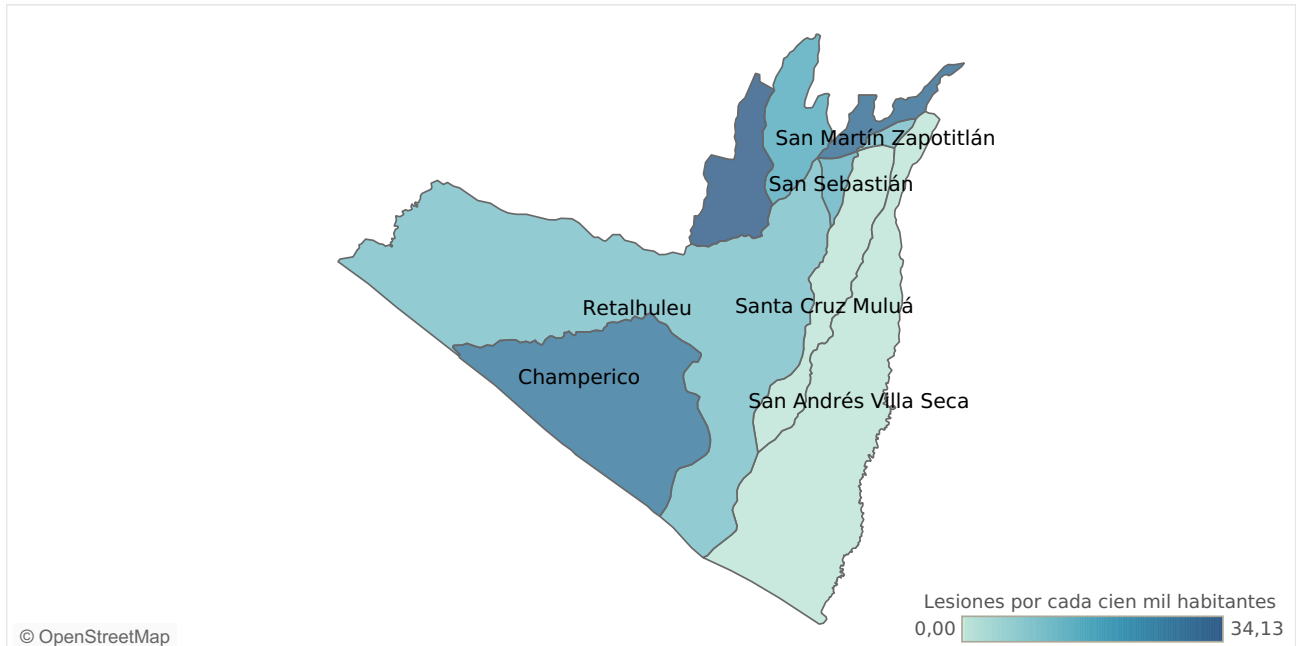 San Martín Zapotitlán
San Sebastián
Retalhuleu
Santa Cruz Muluá
Champerico
San Andrés Villa Seca
Lesiones por cada cien mil habitantes
0,00
34,13
© OpenStreetMap